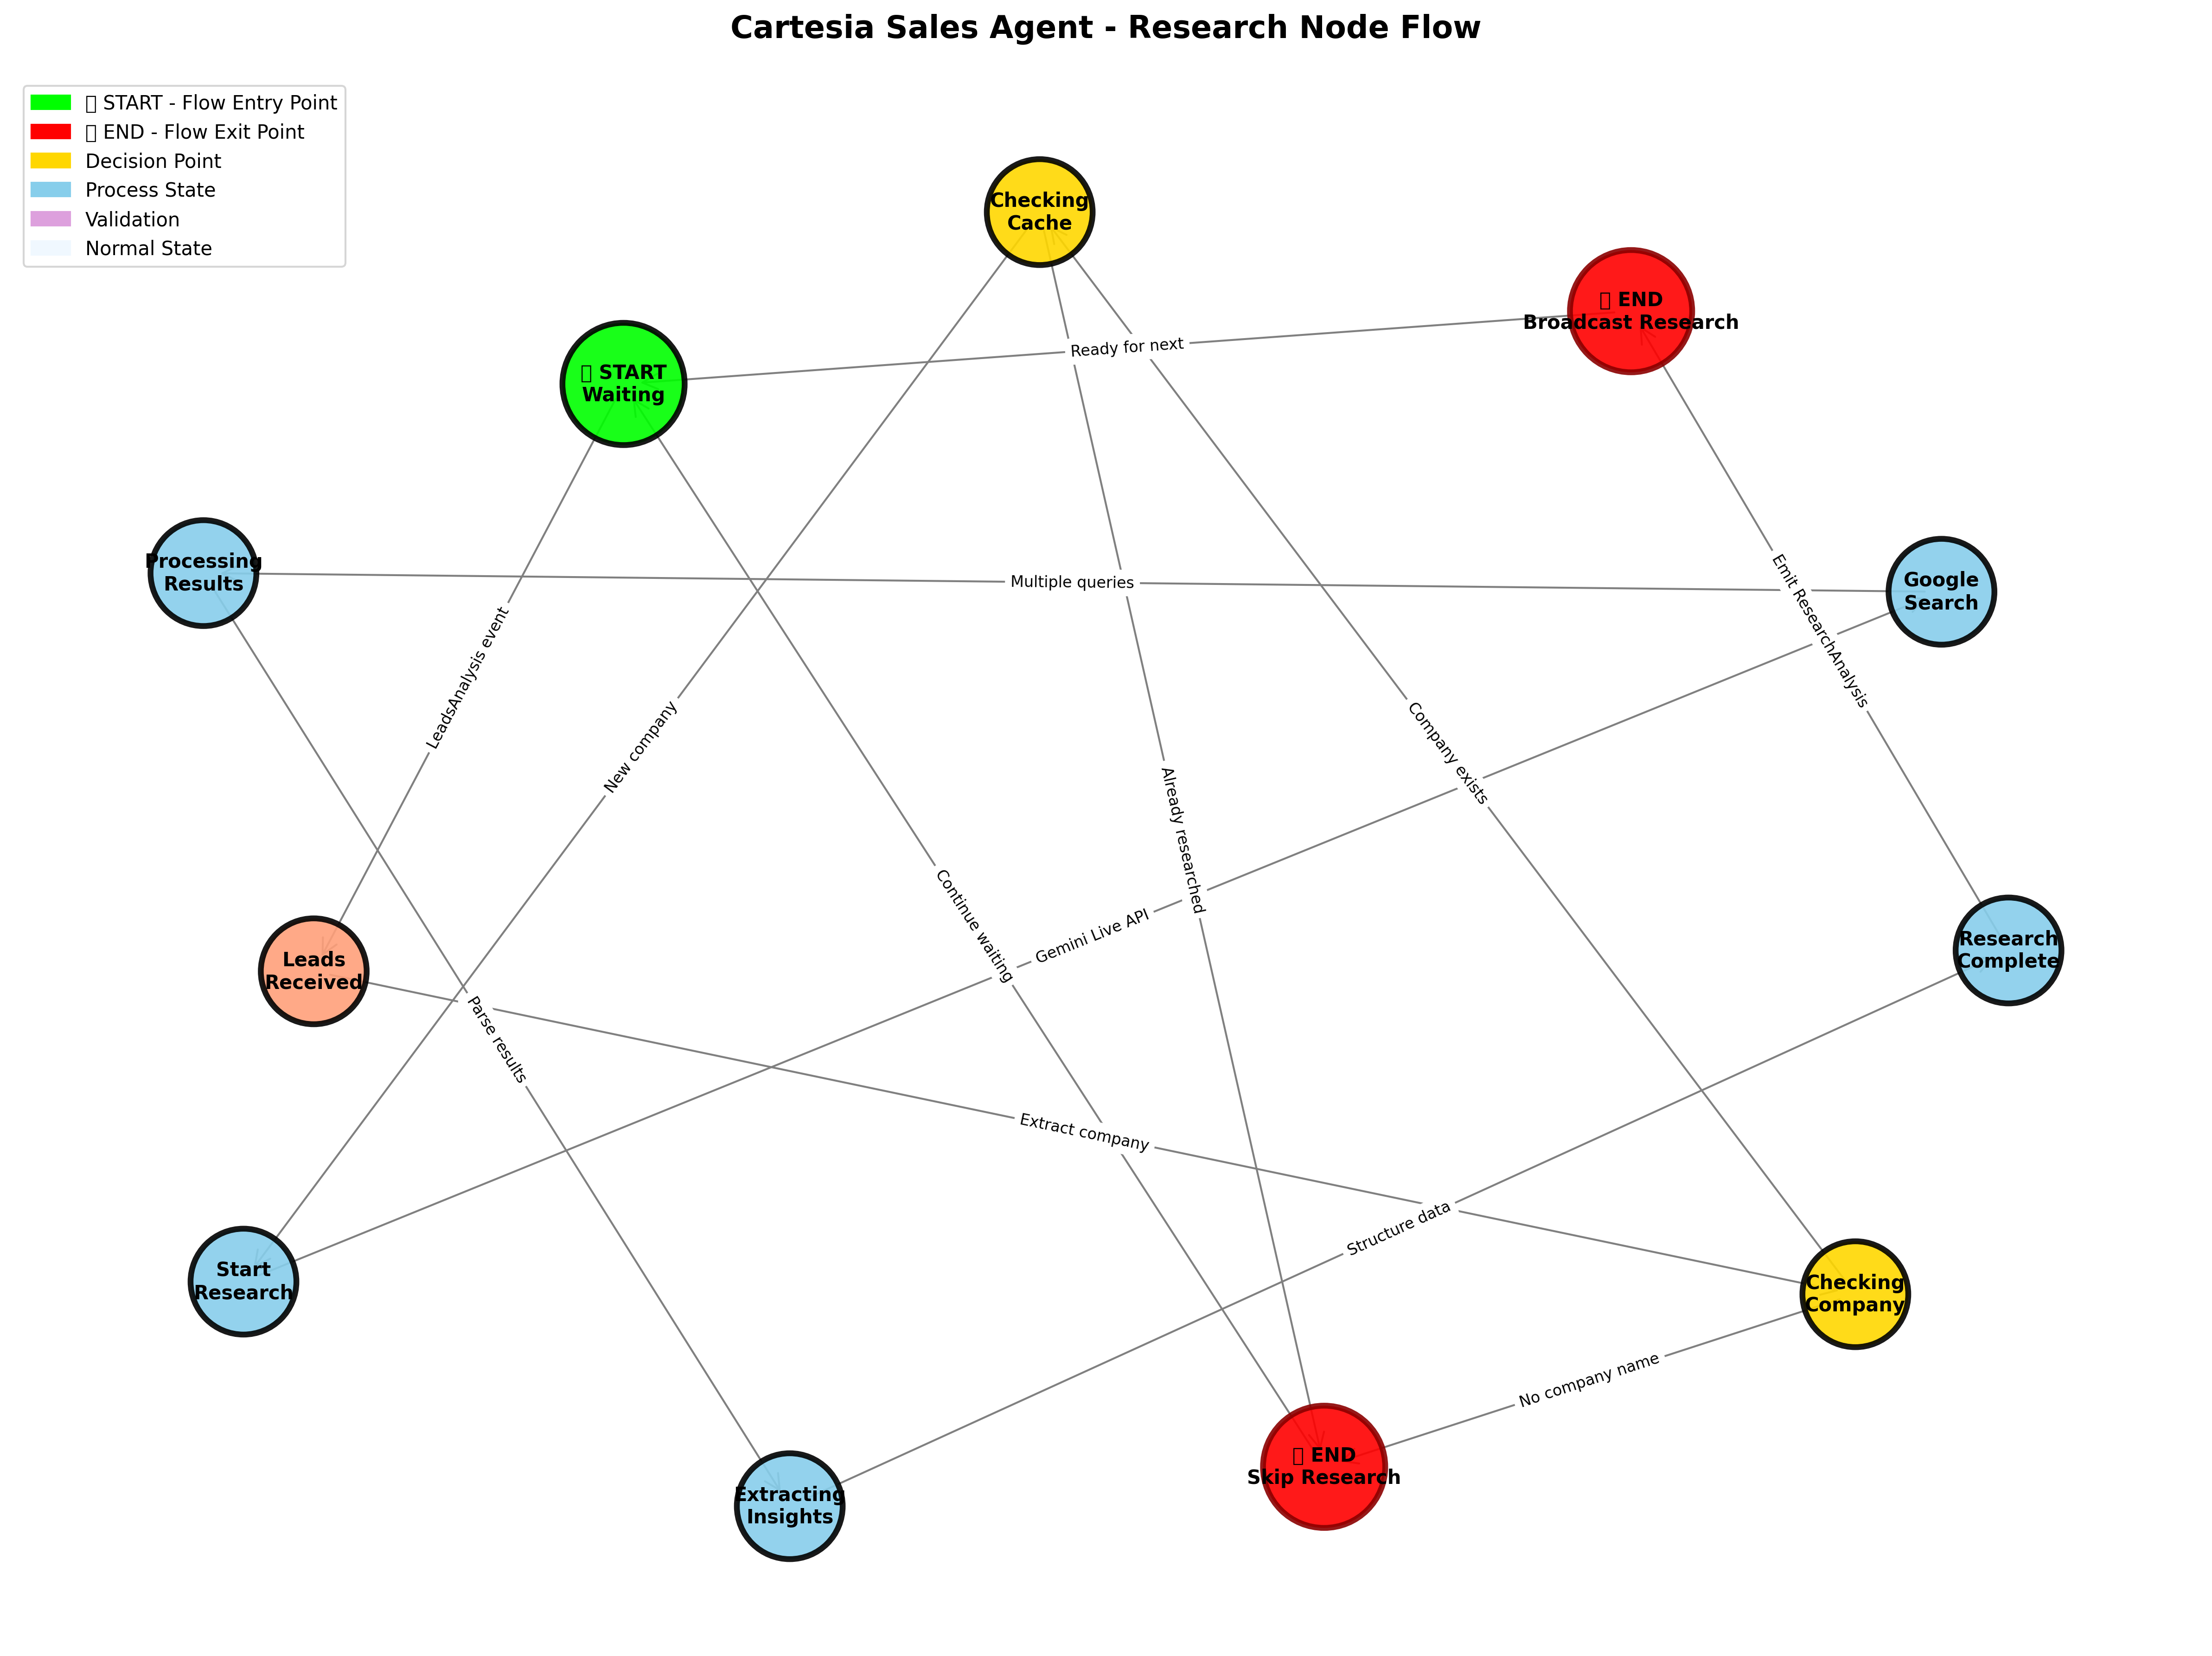 Cartesia Sales Agent - Research Node Flow
START - Flow Entry Point
END - Flow Exit Point
Decision Point
Process State
Validation
Normal State
Checking
Cache
END
Broadcast Research
Ready for next
START
Waiting
Processing
Results
Multiple queries
Google
Search
Emit ResearchAnalysis
LeadsAnalysis event
New company
Company exists
Already researched
Continue waiting
Gemini Live API
Leads
Received
Research
Complete
Parse results
Extract company
Structure data
Start
Research
Checking
Company
No company name
Extracting
Insights
END
Skip Research